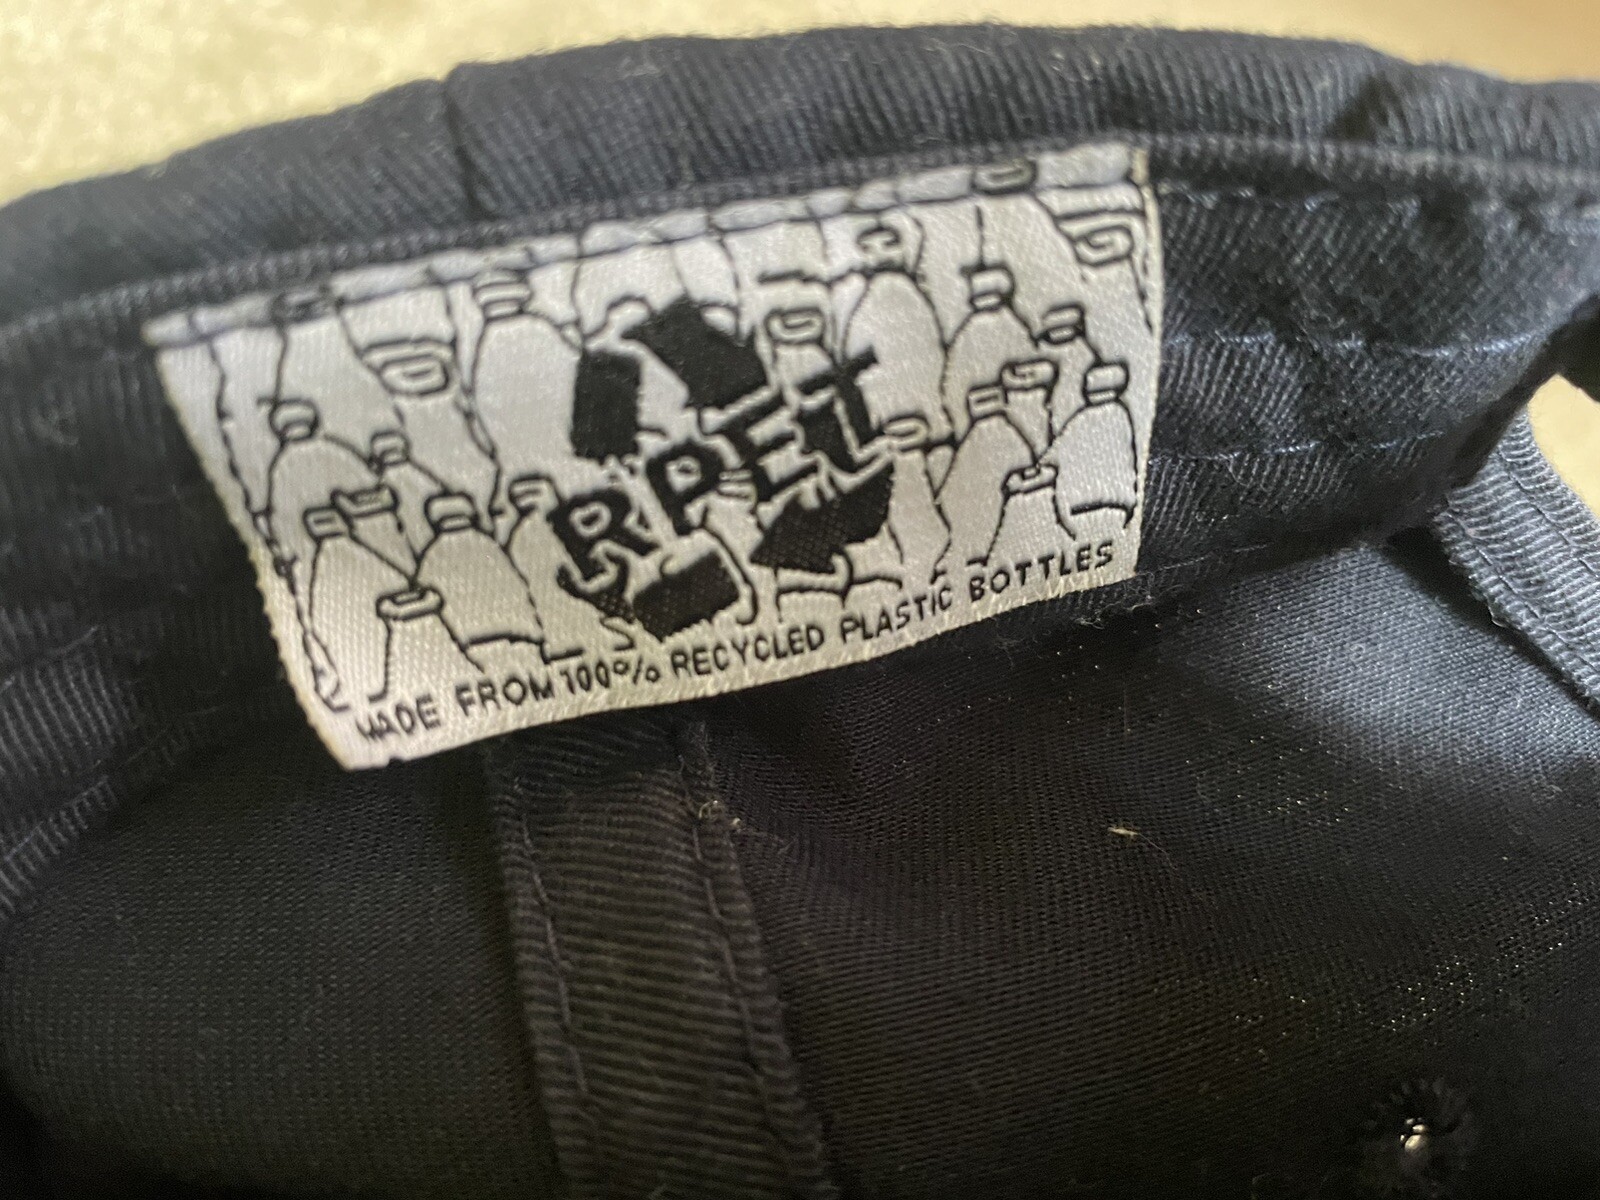 RPET
MADE FROM 100% RECYCLED PLASTIC BOTTLES